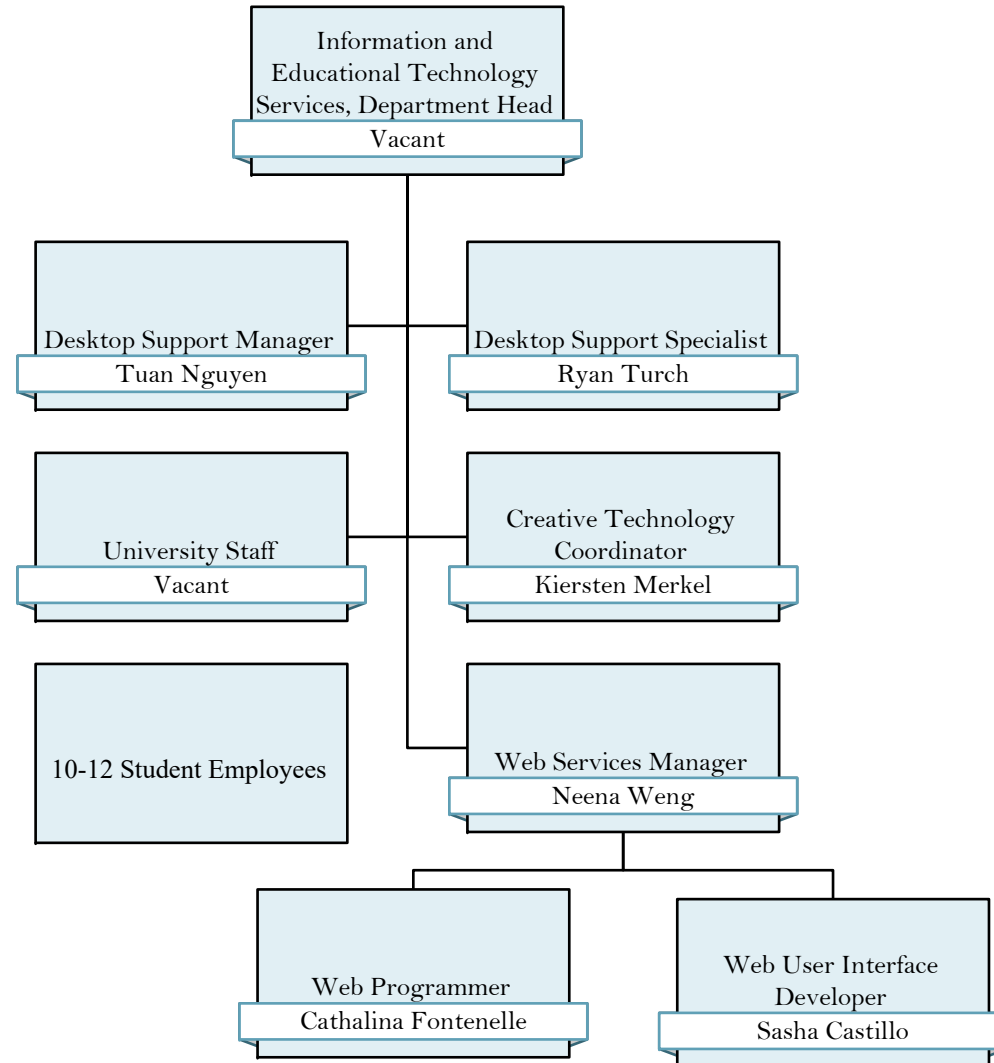 Information and
Educational Technology
Services, Department Head
Vacant
Desktop Support Manager
Tuan Nguyen
Desktop Support Specialist
Ryan Turch
University Staff
Vacant
Creative Technology
Coordinator
Kiersten Merkel
10-12 Student Employees
Web Services Manager
Neena Weng
Web Programmer
Cathalina Fontenelle
Web User Interface
Developer
Sasha Castillo